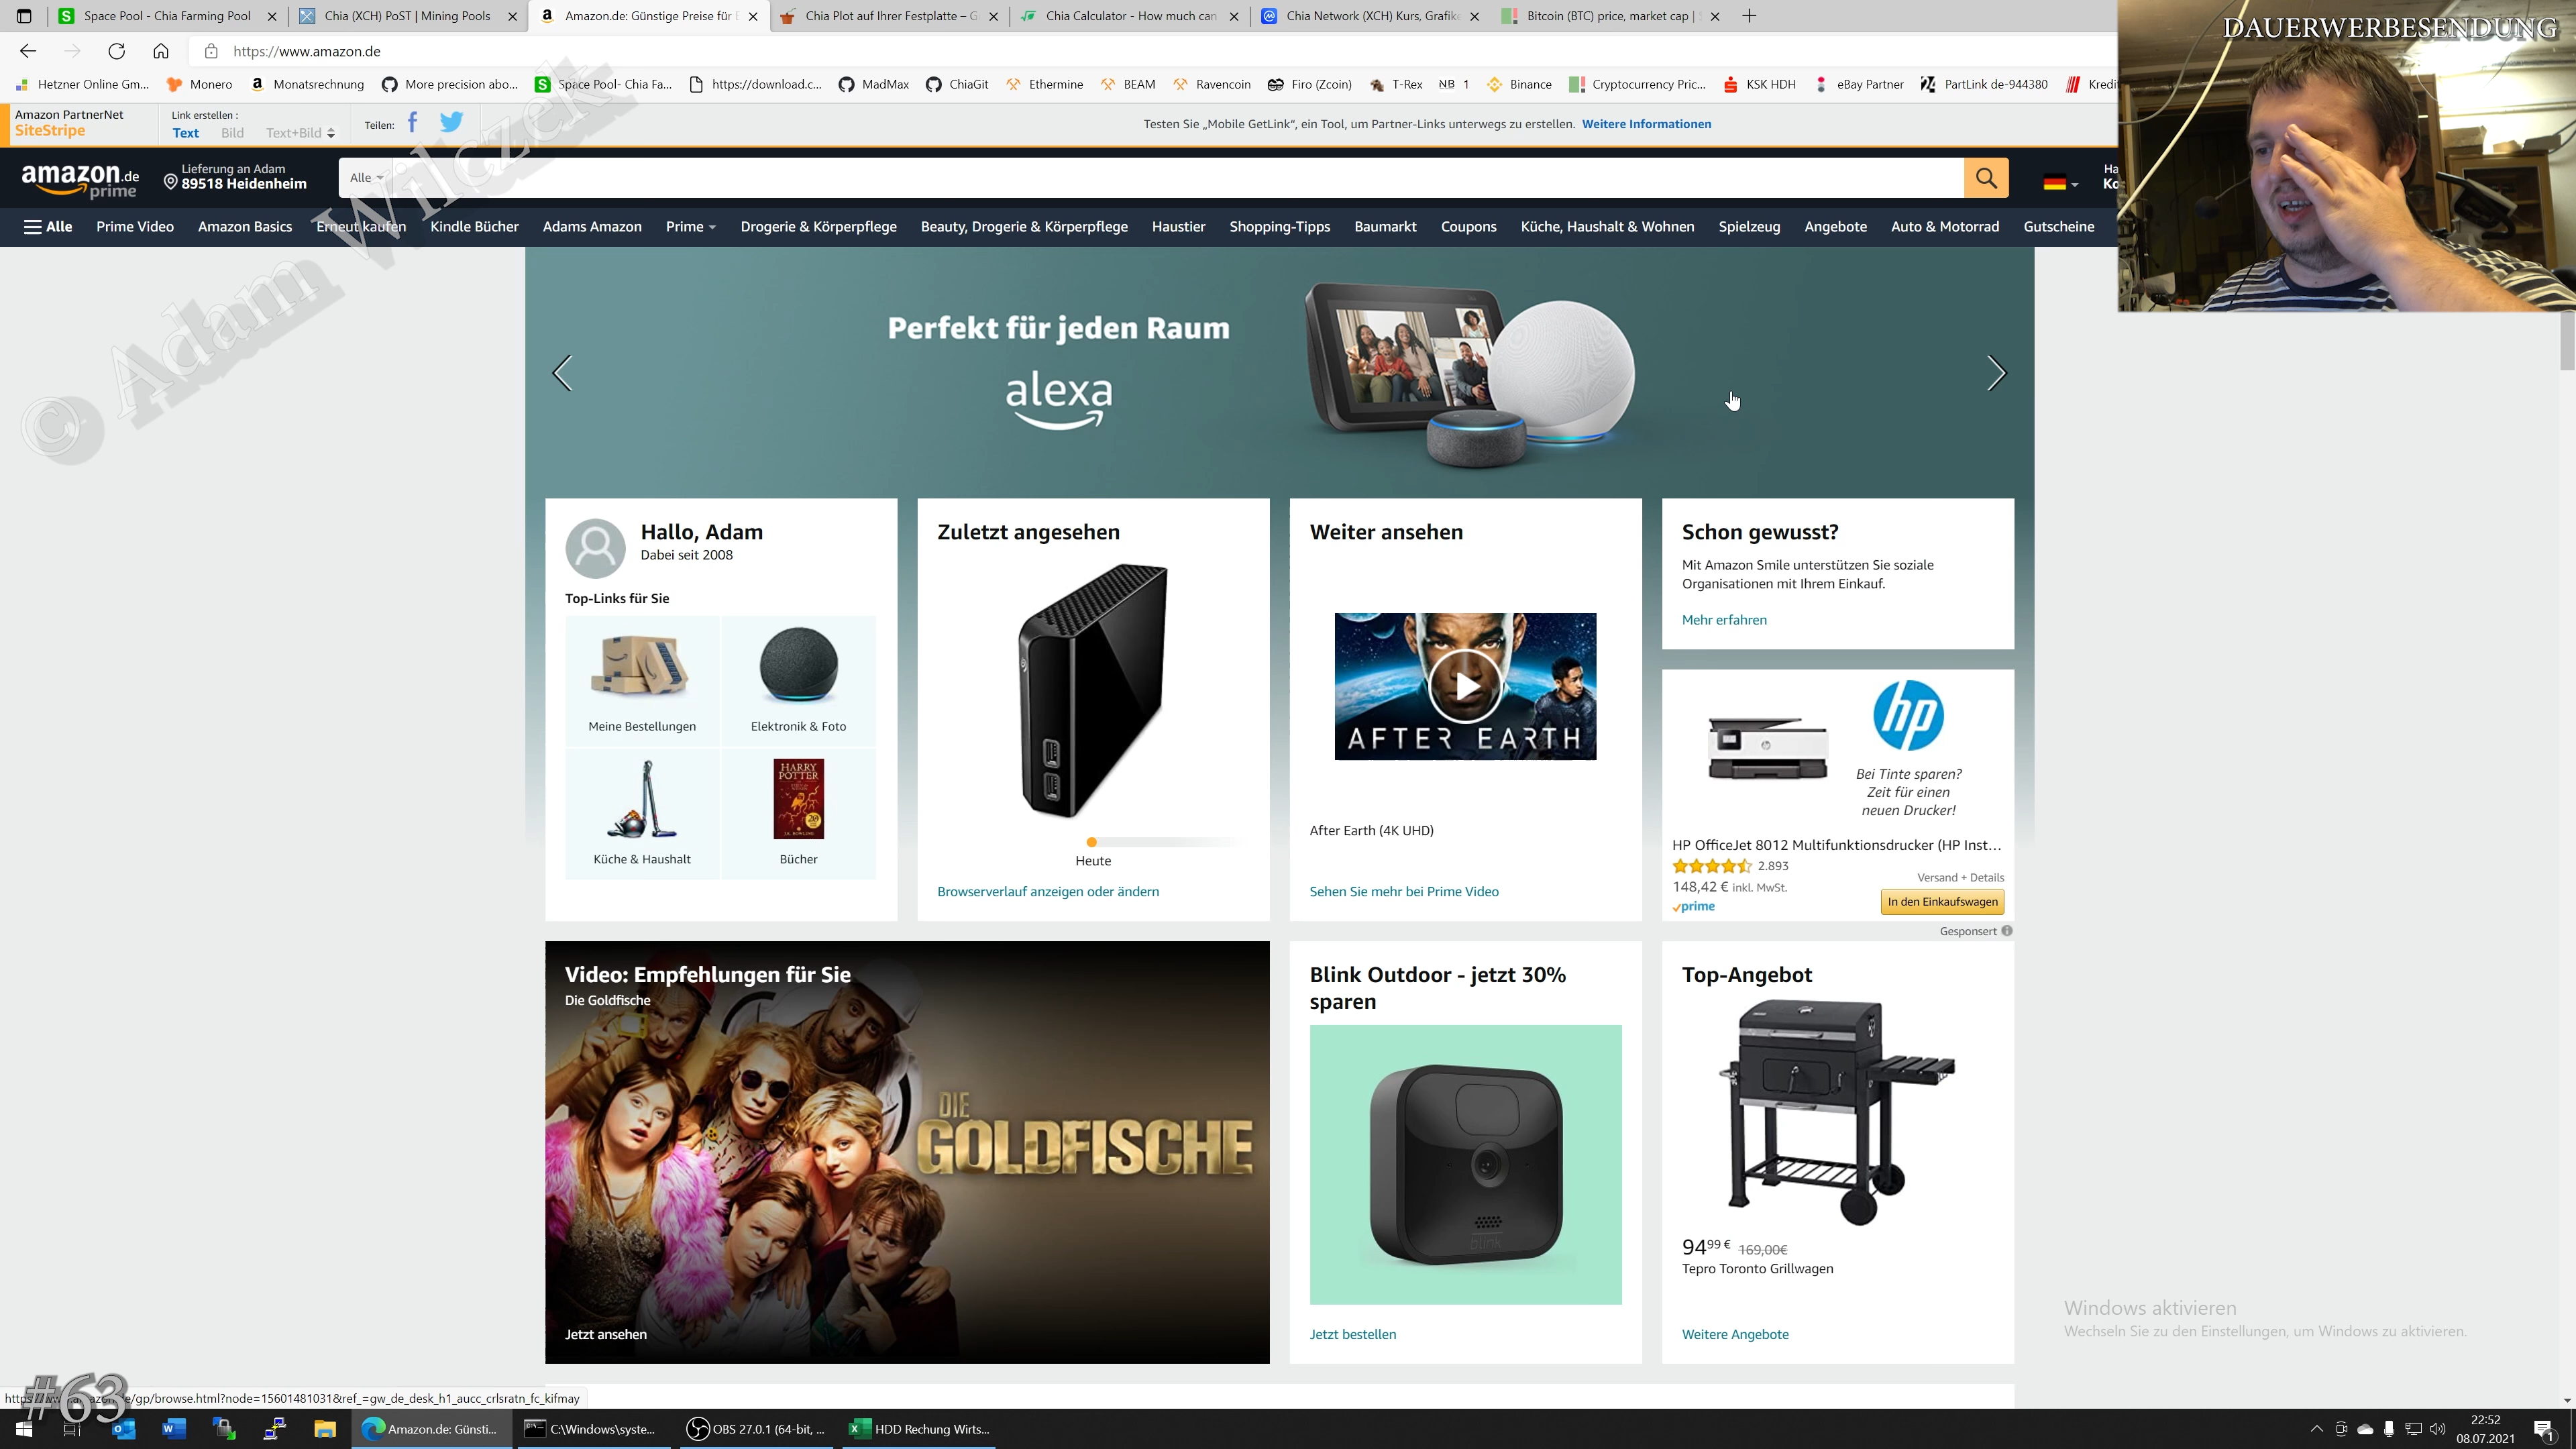 Space Pool - Chia Farming Pool
Chia (XCH) PoST | Mining Pools
Amazon.de: Günstige Preise für E
Chia Plot auf Ihrer Festplatte – G
Chia Calculator - How much can
Chia Network (XCH) Kurs, Grafike
Bitcoin (BTC) price, market cap |
DAUERWERBESENDUNG
https://www.amazon.de
Hetzner Online Gm... Monero Monatsrechnung More precision abo... Space Pool- Chia Fa... https://download.c... MadMax ChiaGit Ethermine BEAM Ravencoin Firo (Zcoin) T-Rex NB 1 Binance Cryptocurrency Pric... KSK HDH eBay Partner PartLink de-944380 Kredi
Amazon PartnerNet
SiteStripe
Link erstellen :
Text Bild Text+Bild
Teilen:
Testen Sie „Mobile GetLink“, ein Tool, um Partner-Links unterwegs zu erstellen. Weitere Informationen
amazon.de
prime
Lieferung an Adam
89518 Heidenheim
Alle
Ha
Ko
Alle Prime Video Amazon Basics Erneut kaufen Kindle Bücher Adams Amazon Prime Drogerie & Körperpflege Beauty, Drogerie & Körperpflege Haustier Shopping-Tipps Baumarkt Coupons Küche, Haushalt & Wohnen Spielzeug Angebote Auto & Motorrad Gutscheine
© Adam Wilczek
Perfekt für jeden Raum
alexa
Hallo, Adam
Dabei seit 2008
Top-Links für Sie
Meine Bestellungen
Elektronik & Foto
HARRY POTTER
Küche & Haushalt
Bücher
Zuletzt angesehen
Heute
Browserverlauf anzeigen oder ändern
Weiter ansehen
AFTER EARTH
After Earth (4K UHD)
Sehen Sie mehr bei Prime Video
Schon gewusst?
Mit Amazon Smile unterstützen Sie soziale
Organisationen mit Ihrem Einkauf.
Mehr erfahren
hp
Bei Tinte sparen?
Zeit für einen
neuen Drucker!
HP OfficeJet 8012 Multifunktionsdrucker (HP Inst...
2.893
148,42 € inkl. MwSt.
prime
Versand + Details
In den Einkaufswagen
Gesponsert
Video: Empfehlungen für Sie
Die Goldfische
DIE
GOLDFISCHE
Jetzt ansehen
Blink Outdoor - jetzt 30%
sparen
blink
Jetzt bestellen
Top-Angebot
94,99 € 169,00€
Tepro Toronto Grillwagen
Weitere Angebote
Windows aktivieren
Wechseln Sie zu den Einstellungen, um Windows zu aktivieren.
#63
/gp/browse.html?node=15601481031&ref_=gw_de_desk_h1_aucc_crlsratn_fc_kifmay
Amazon.de: Günsti...
C:\Windows\syste...
OBS 27.0.1 (64-bit, ...
HDD Rechung Wirts...
22:52
08.07.2021
1